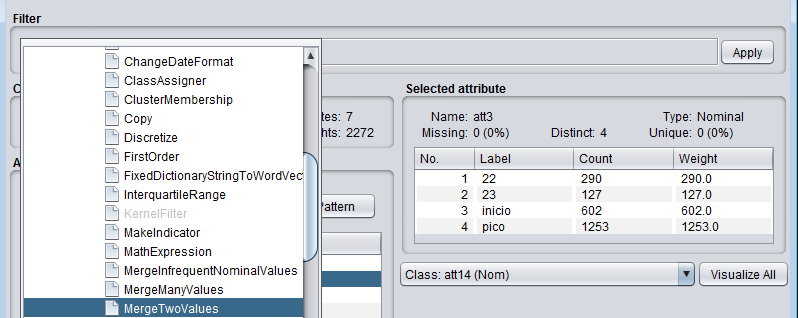 Filter
Apply
ChangeDateFormat
ClassAssigner
ClusterMembership
Copy
Discretize
FirstOrder
FixedDictionaryStringToWordVect
InterquartileRange
KernelFilter
MakeIndicator
MathExpression
MergeInfrequentNominalValues
MergeManyValues
MergeTwoValues
tes: 7
hts: 2272
Pattern
Selected attribute
Name: att3 Type: Nominal
Missing: 0 (0%) Distinct: 4 Unique: 0 (0%)
No. Label Count Weight
1 22 290 290.0
2 23 127 127.0
3 inicio 602 602.0
4 pico 1253 1253.0
Class: att14 (Nom) Visualize All